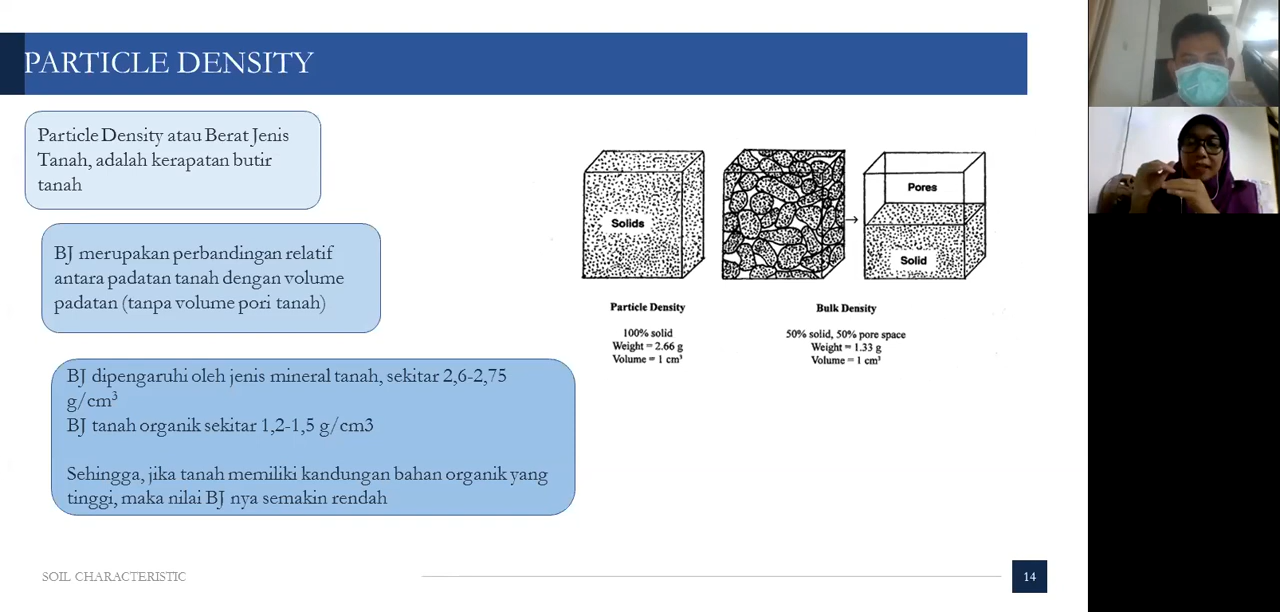 PARTICLE DENSITY
Particle Density atau Berat Jenis
Tanah, adalah kerapatan butir
tanah
BJ merupakan perbandingan relatif
antara padatan tanah dengan volume
padatan (tanpa volume pori tanah)
BJ dipengaruhi oleh jenis mineral tanah, sekitar 2,6-2,75
g/cm³
BJ tanah organik sekitar 1,2-1,5 g/cm3
Sehingga, jika tanah memiliki kandungan bahan organik yang
tinggi, maka nilai BJ nya semakin rendah
Solids
Pores
Solid
Particle Density
100% solid
Weight = 2.66 g
Volume = 1 cm³
Bulk Density
50% solid, 50% pore space
Weight = 1.33 g
Volume = 1 cm³
SOIL CHARACTERISTIC
14